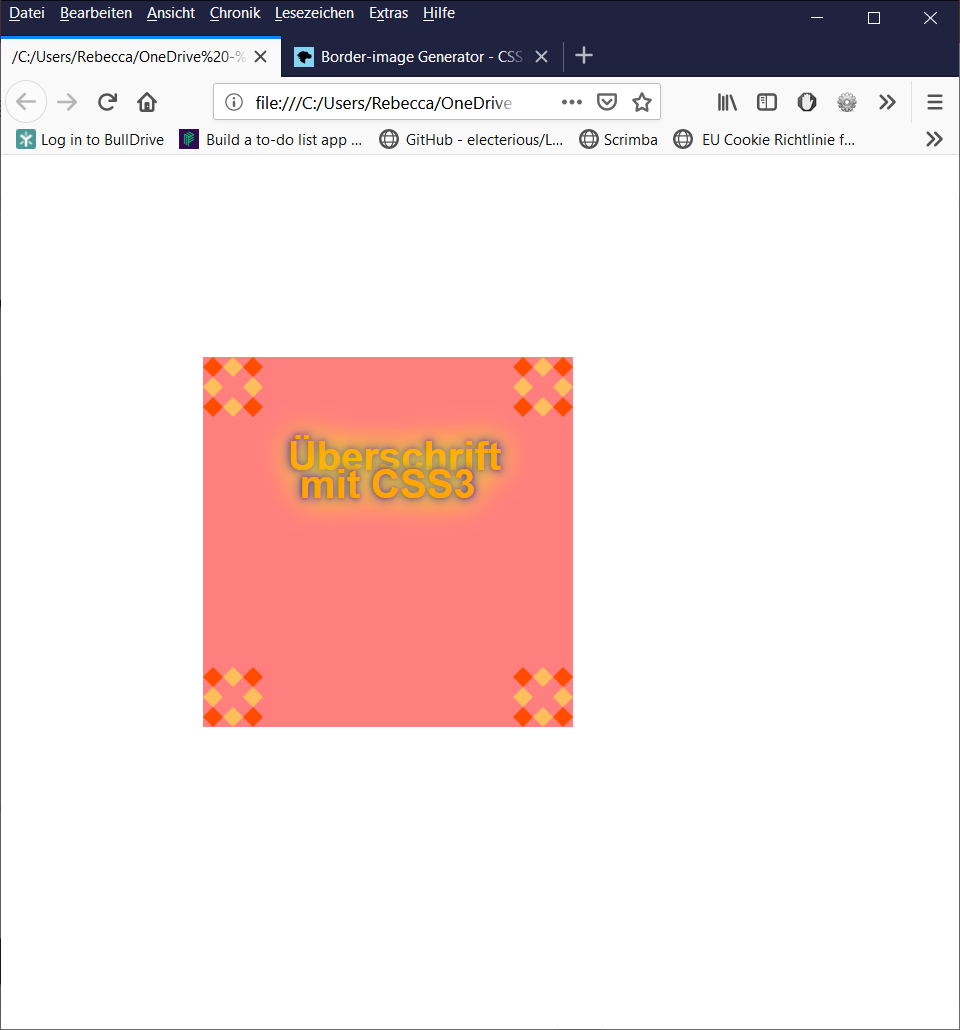 Datei Bearbeiten Ansicht Chronik Lesezeichen Extras Hilfe
/C:/Users/Rebecca/OneDrive%20-% Border-image Generator - CSS
file:///C:/Users/Rebecca/OneDrive
Log in to BullDrive Build a to-do list app ... GitHub - electerious/L... Scrimba EU Cookie Richtlinie f...
Überschrift
mit CSS3